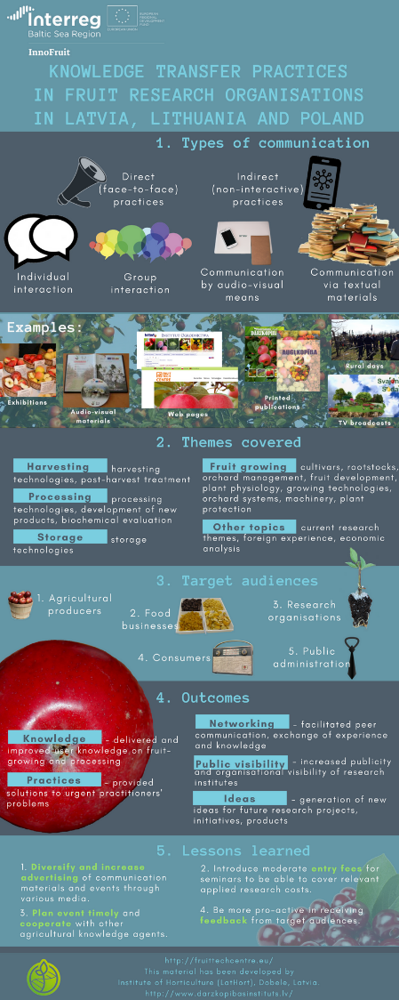 Interreg
Baltic Sea Region
EUROPEAN UNION
EUROPEAN
REGIONAL
DEVELOPMENT
FUND
InnoFruit
KNOWLEDGE TRANSFER PRACTICES
IN FRUIT RESEARCH ORGANISATIONS
IN LATVIA, LITHUANIA AND POLAND
1. Types of communication
Direct
(face-to-face)
practices
Indirect
(non-interactive)
practices
Individual
interaction
Group
interaction
Communication
by audio-visual
means
Communication
via textual
materials
Examples:
Exhibitions
Audio-visual
materials
Interreg
INSTYTUT OGRODNICTWA
Web pages
DĀRZKOPĪBA
AUGĻKOPĪBA
Printed
publications
Rural days
TV broadcasts
2. Themes covered
Harvesting harvesting
technologies, post-harvest treatment
Processing processing
technologies, development of new
products, biochemical evaluation
Storage storage
technologies
Fruit growing cultivars, rootstocks,
orchard management, fruit development,
plant physiology, growing technologies,
orchard systems, machinery, plant
protection
Other topics current research
themes, foreign experience, economic
analysis
3. Target audiences
1. Agricultural
producers
2. Food
businesses
3. Research
organisations
4. Consumers
5. Public
administration
4. Outcomes
Knowledge - delivered and
improved user knowledge on fruit-
growing and processing
Practices - provided
solutions to urgent practitioners'
problems
Networking - facilitated peer
communication, exchange of experience
and knowledge
Public visibility - increased publicity
and organisational visibility of research
institutes
Ideas - generation of new
ideas for future research projects,
initiatives, products
5. Lessons learned
1. Diversify and increase
advertising of communication
materials and events through
various media.
2. Introduce moderate entry fees for
seminars to be able to cover relevant
applied research costs.
3. Plan event timely and
cooperate with other
agricultural knowledge agents.
4. Be more pro-active in receiving
feedback from target audiences.
http://fruittechcentre.eu/
This material has been developed by
Institute of Horticulture (LatHort), Dobele, Latvia.
http://www.darzkopibasinstituts.lv/